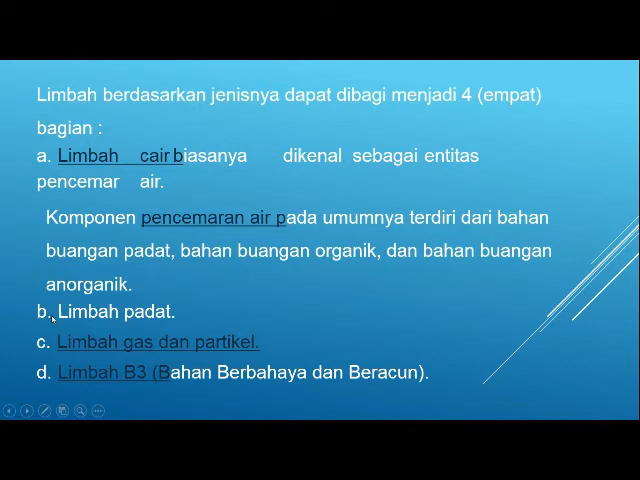 Limbah berdasarkan jenisnya dapat dibagi menjadi 4 (empat)
bagian :
a. Limbah cair biasanya dikenal sebagai entitas
pencemar air.
Komponen pencemaran air pada umumnya terdiri dari bahan
buangan padat, bahan buangan organik, dan bahan buangan
anorganik.
b. Limbah padat.
c. Limbah gas dan partikel.
d. Limbah B3 (Bahan Berbahaya dan Beracun).